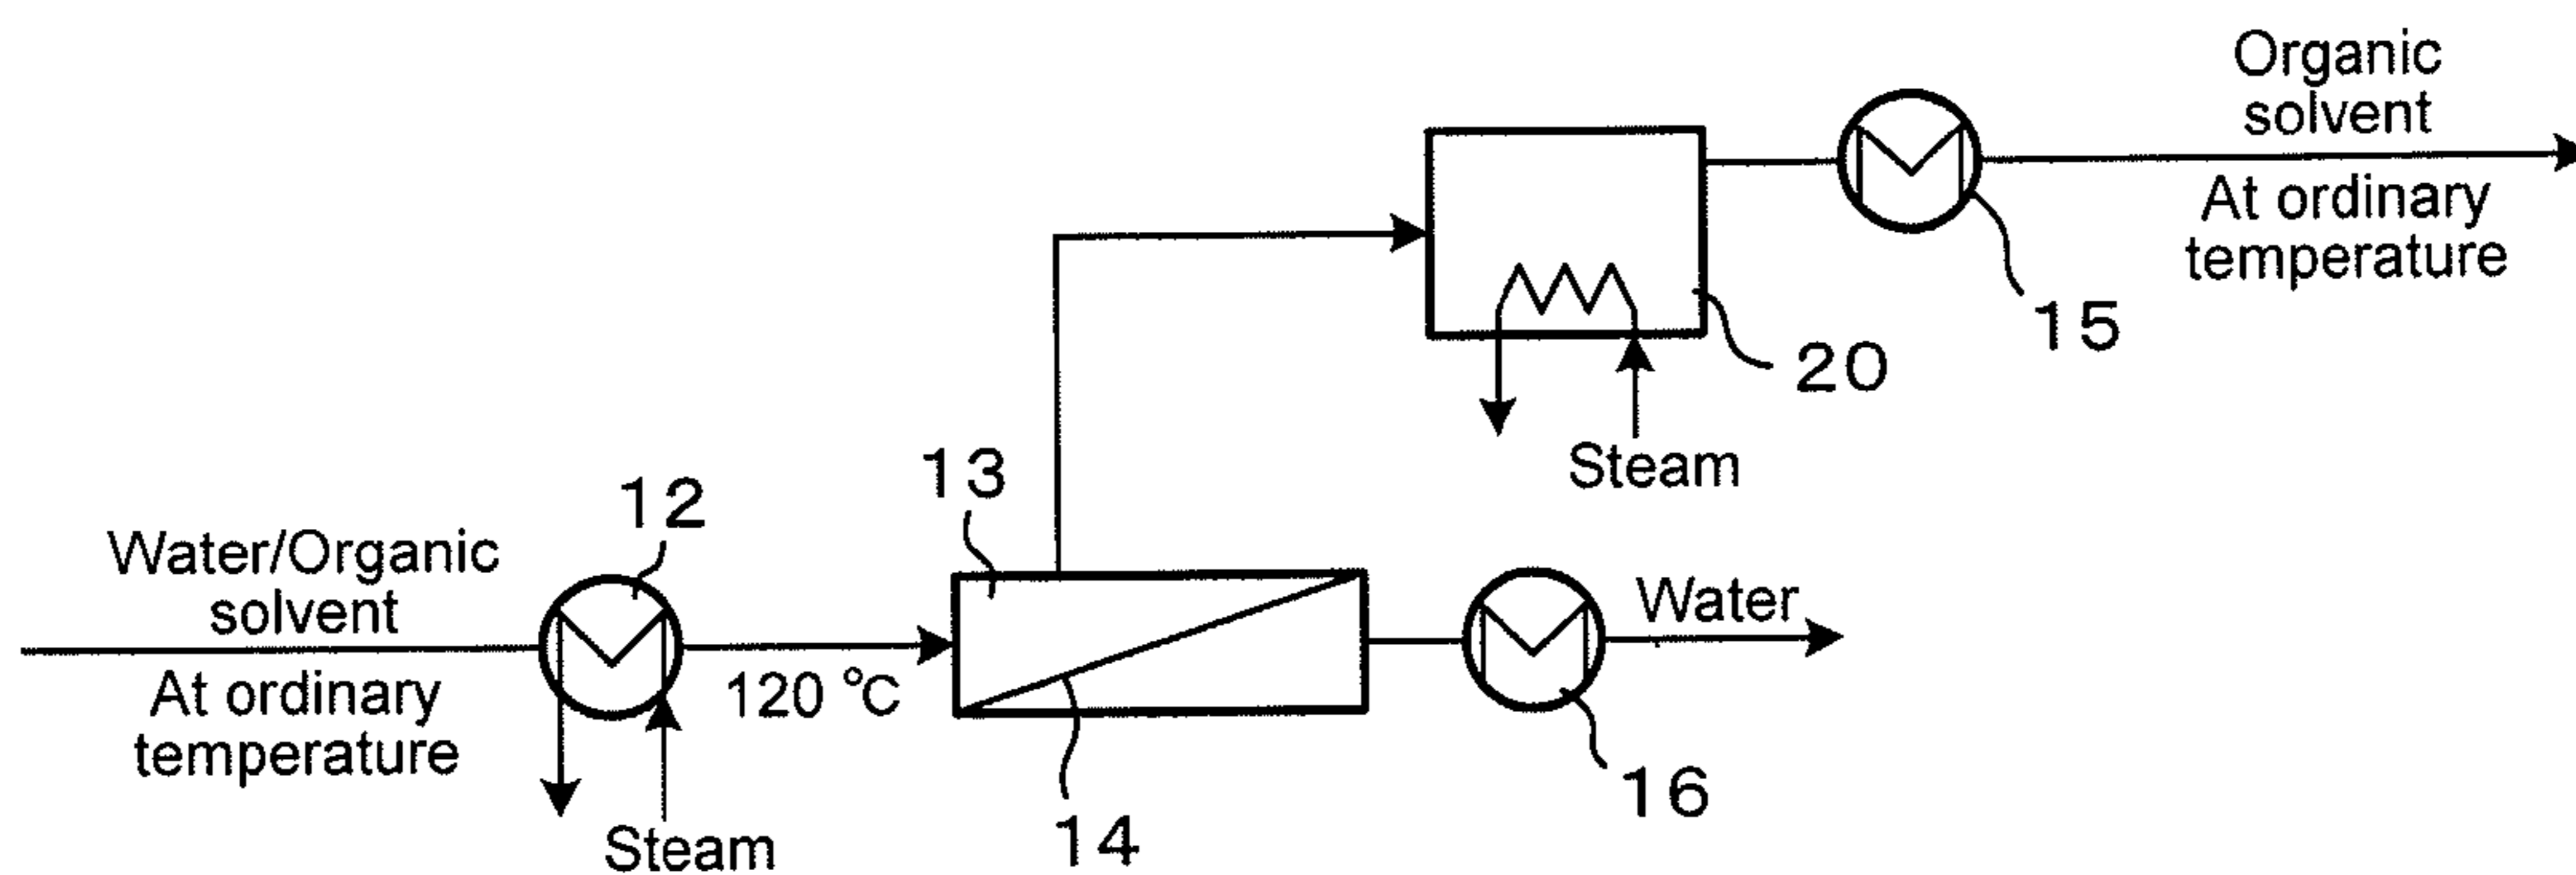 Organic
solvent
At ordinary
temperature
15
20
Steam
13
12
Water/Organic
solvent
At ordinary
temperature
120 °C
Water
16
14
Steam